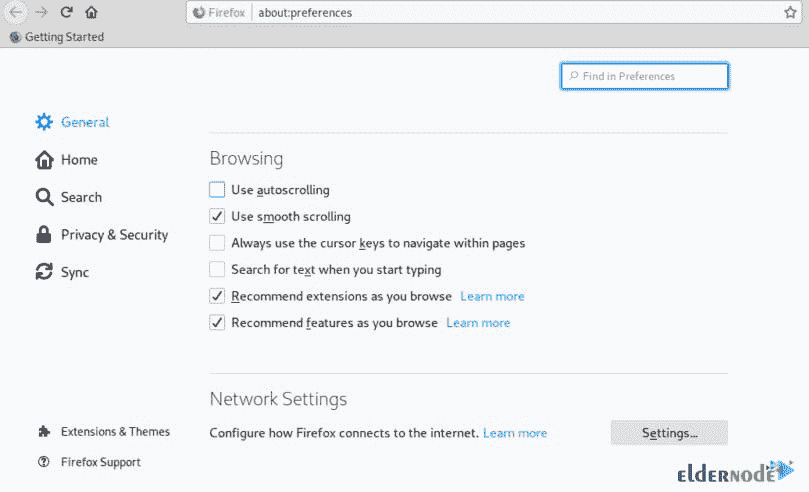 Firefox about:preferences
Getting Started
Find in Preferences
General
Home
Search
Privacy & Security
Sync
Extensions & Themes
Firefox Support
Browsing
Use autoscrolling
Use smooth scrolling
Always use the cursor keys to navigate within pages
Search for text when you start typing
Recommend extensions as you browse Learn more
Recommend features as you browse Learn more
Network Settings
Configure how Firefox connects to the internet. Learn more Settings...
eldernode